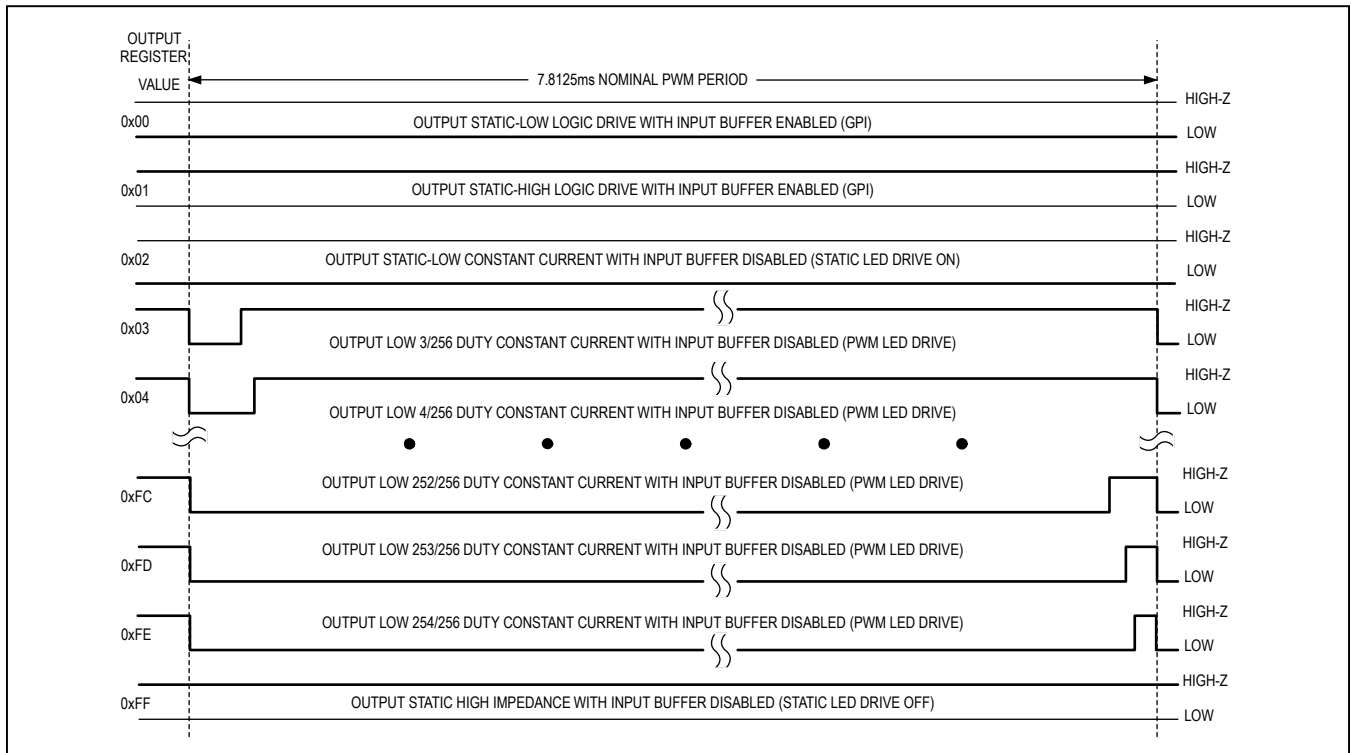 OUTPUT
REGISTER
VALUE
7.8125ms NOMINAL PWM PERIOD
HIGH-Z
0x00
OUTPUT STATIC-LOW LOGIC DRIVE WITH INPUT BUFFER ENABLED (GPI)
LOW
HIGH-Z
0x01
OUTPUT STATIC-HIGH LOGIC DRIVE WITH INPUT BUFFER ENABLED (GPI)
LOW
HIGH-Z
0x02
OUTPUT STATIC-LOW CONSTANT CURRENT WITH INPUT BUFFER DISABLED (STATIC LED DRIVE ON)
LOW
HIGH-Z
0x03
OUTPUT LOW 3/256 DUTY CONSTANT CURRENT WITH INPUT BUFFER DISABLED (PWM LED DRIVE)
LOW
HIGH-Z
0x04
OUTPUT LOW 4/256 DUTY CONSTANT CURRENT WITH INPUT BUFFER DISABLED (PWM LED DRIVE)
LOW
HIGH-Z
0xFC
OUTPUT LOW 252/256 DUTY CONSTANT CURRENT WITH INPUT BUFFER DISABLED (PWM LED DRIVE)
LOW
HIGH-Z
0xFD
OUTPUT LOW 253/256 DUTY CONSTANT CURRENT WITH INPUT BUFFER DISABLED (PWM LED DRIVE)
LOW
HIGH-Z
0xFE
OUTPUT LOW 254/256 DUTY CONSTANT CURRENT WITH INPUT BUFFER DISABLED (PWM LED DRIVE)
LOW
HIGH-Z
0xFF
OUTPUT STATIC HIGH IMPEDANCE WITH INPUT BUFFER DISABLED (STATIC LED DRIVE OFF)
LOW